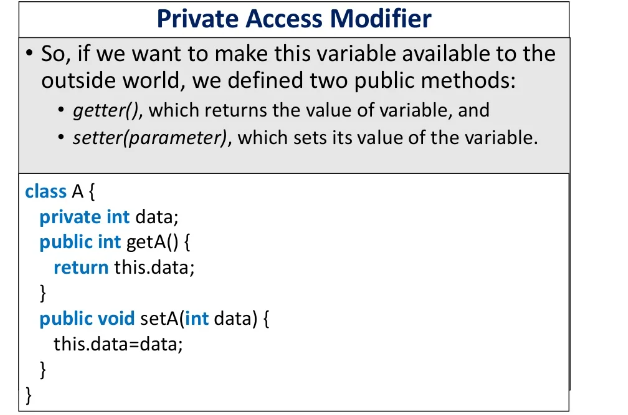 Private Access Modifier
• So, if we want to make this variable available to the
outside world, we defined two public methods:
• getter(), which returns the value of variable, and
• setter(parameter), which sets its value of the variable.
class A {
private int data;
public int getA() {
return this.data;
}
public void setA(int data) {
this.data=data;
}
}